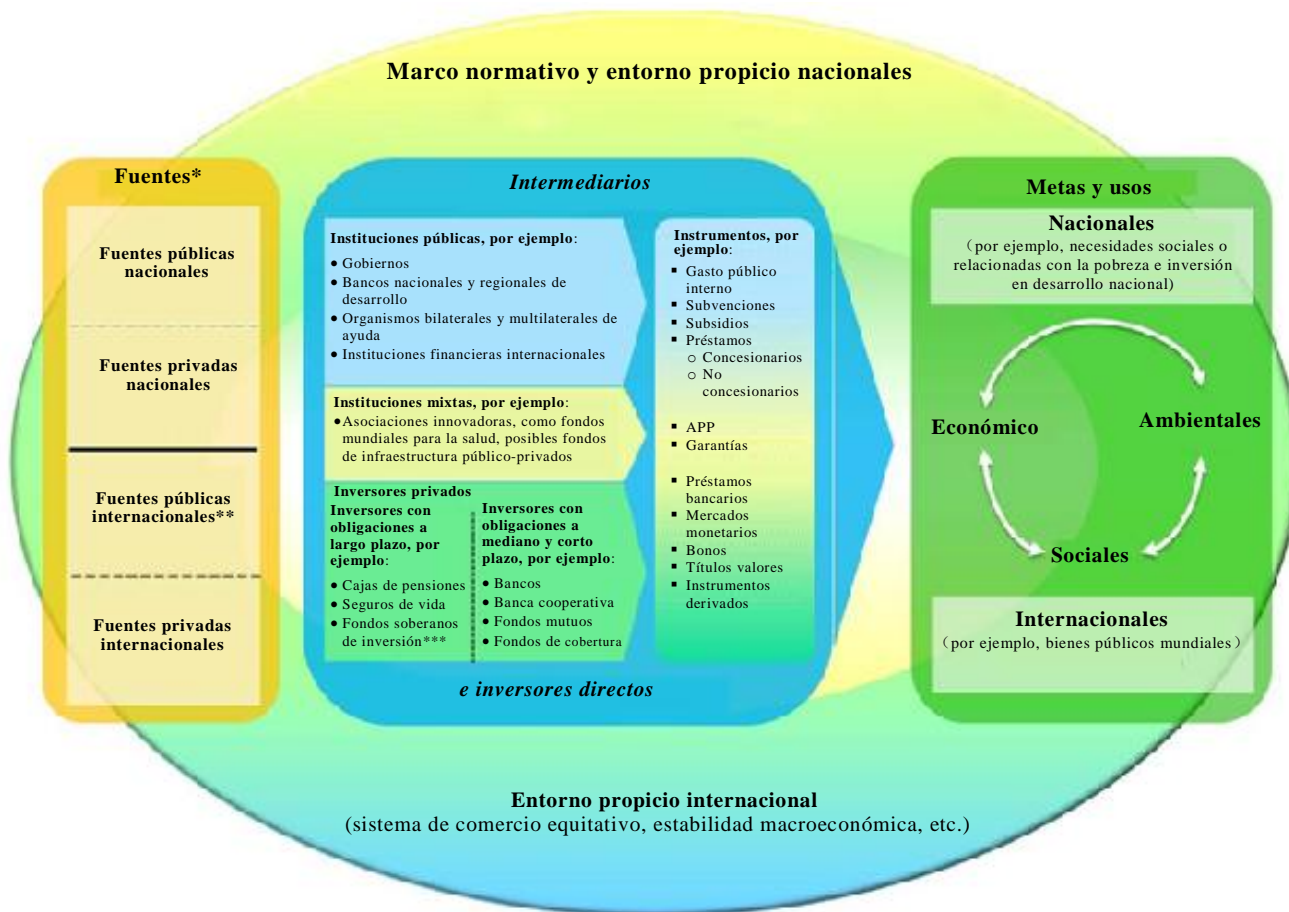 Marco normativo y entorno propicio nacionales
Fuentes*
Fuentes públicas
nacionales
Fuentes privadas
nacionales
Fuentes públicas
internacionales**
Fuentes privadas
internacionales
Intermediarios
Instituciones públicas, por ejemplo:
• Gobiernos
• Bancos nacionales y regionales de
desarrollo
• Organismos bilaterales y multilaterales de
ayuda
• Instituciones financieras internacionales
Instituciones mixtas, por ejemplo:
•Asociaciones innovadoras, como fondos
mundiales para la salud, posibles fondos
de infraestructura público-privados
Inversores privados
Inversores con
obligaciones a
largo plazo, por
ejemplo:
• Cajas de pensiones
• Seguros de vida
• Fondos soberanos
de inversión***
Inversores con
obligaciones a
mediano y corto
plazo, por ejemplo:
• Bancos
• Banca cooperativa
• Fondos mutuos
• Fondos de cobertura
Instrumentos, por
ejemplo:
▪ Gasto público
interno
▪ Subvenciones
▪ Subsidios
▪ Préstamos
o Concesionarios
o No
concesionarios
▪ APP
▪ Garantías
▪ Préstamos
bancarios
▪ Mercados
monetarios
▪ Bonos
▪ Títulos valores
▪ Instrumentos
derivados
e inversores directos
Metas y usos
Nacionales
(por ejemplo, necesidades sociales o
relacionadas con la pobreza e inversión
en desarrollo nacional)
Económico
Ambientales
Sociales
Internacionales
(por ejemplo, bienes públicos mundiales)
Entorno propicio internacional
(sistema de comercio equitativo, estabilidad macroeconómica, etc.)